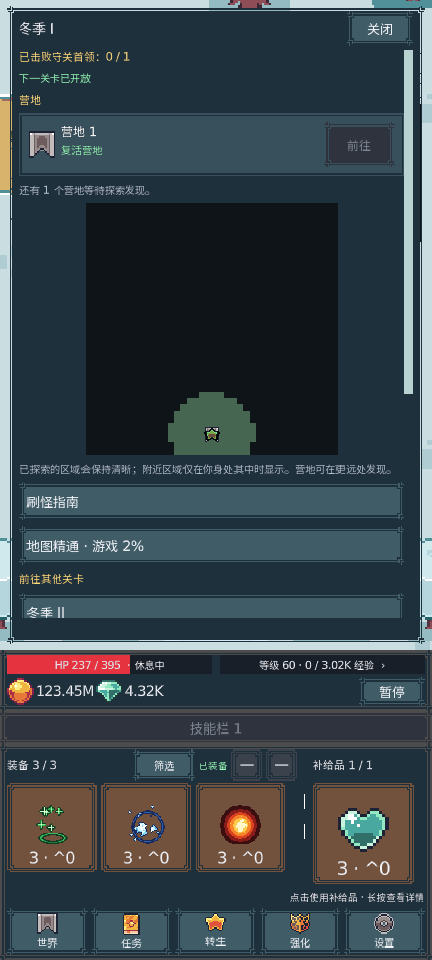 冬季 I
关闭
已击败守关首领: 0 / 1
下一关卡已开放
营地
营地 1
复活营地
前往
还有 1 个营地等待探索发现。
已探索的区域会保持清晰；附近区域仅在你身处其中时显示。营地可在更远处发现。
刷怪指南
地图精通 · 游戏 2%
前往其他关卡
冬季 II
HP 237 / 395 · 休息中
等级 60 · 0 / 3.02K 经验 ›
123.45M
4.32K
暂停
技能栏 1
装备 3 / 3
筛选
已装备
补给品 1 / 1
3 · ^0
3 · ^0
3 · ^0
3 · ^0
点击使用补给品 · 长按查看详情
世界
任务
转生
强化
设置